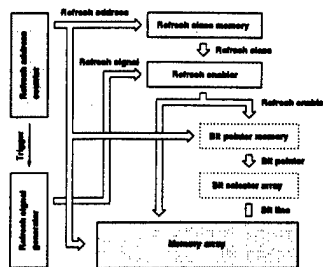 Refresh address
Refresh class memory
Refresh class
Refresh signal
Refresh enabler
Refresh address
counter
Refresh enable
Bit pointer memory
Trigger
Bit pointer
Bit selector array
Refresh signal
generator
Bit line
Memory array